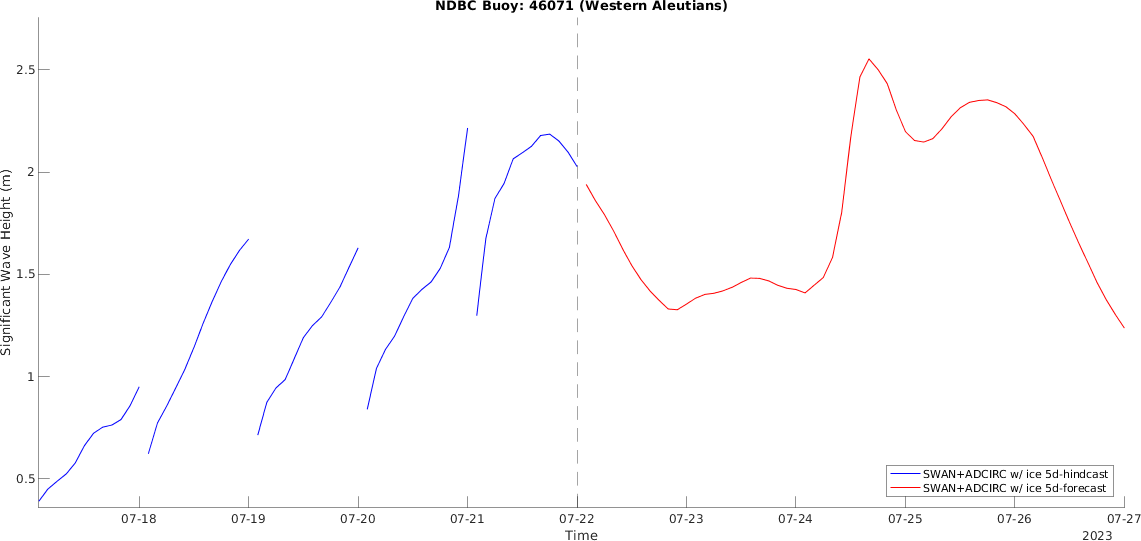 NDBC Buoy: 46071 (Western Aleutians)
2.5
2
1.5
1
0.5
Significant Wave Height (m)
SWAN+ADCIRC w/ ice 5d-hindcast
SWAN+ADCIRC w/ ice 5d-forecast
07-18 07-19 07-20 07-21 07-22 07-23 07-24 07-25 07-26 07-27
Time
2023